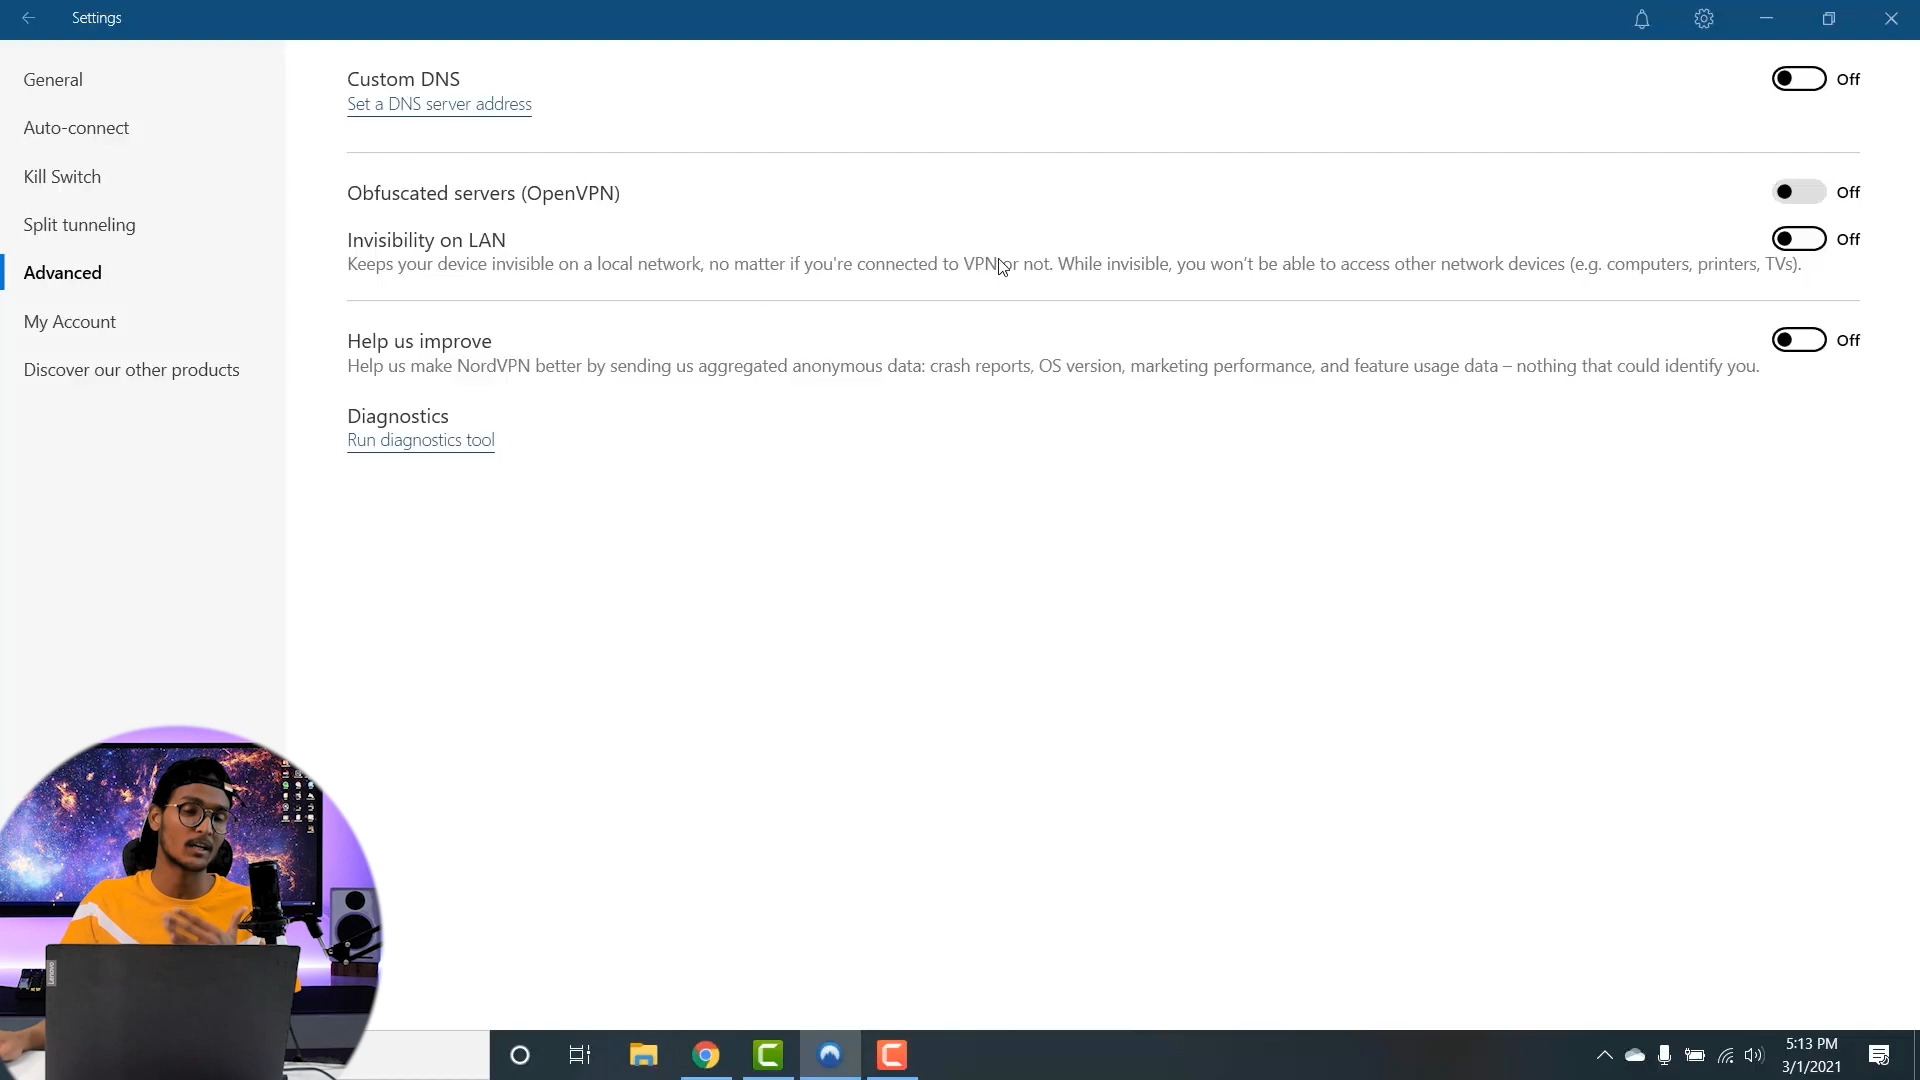 Settings
General
Auto-connect
Kill Switch
Split tunneling
Advanced
My Account
Discover our other products
Custom DNS
Off
Set a DNS server address
Obfuscated servers (OpenVPN)
Off
Invisibility on LAN
Off
Keeps your device invisible on a local network, no matter if you're connected to VPN or not. While invisible, you won't be able to access other network devices (e.g. computers, printers, TVs).
Help us improve
Off
Help us make NordVPN better by sending us aggregated anonymous data: crash reports, OS version, marketing performance, and feature usage data – nothing that could identify you.
Diagnostics
Run diagnostics tool
Lenovo
5:13 PM
3/1/2021